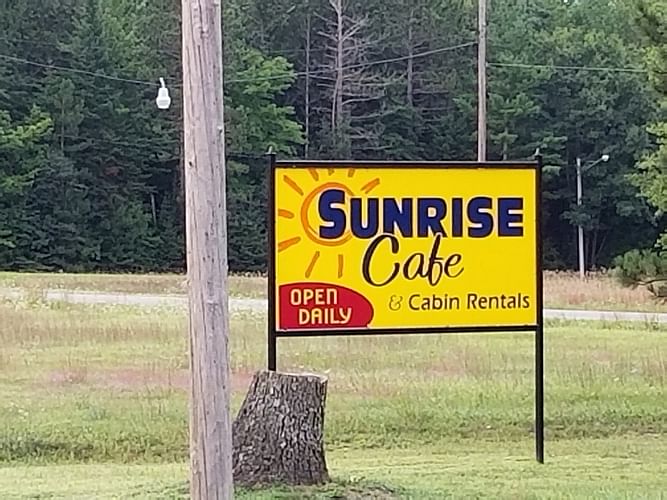 SUNRISE
Cafe
OPEN
DAILY
& Cabin Rentals